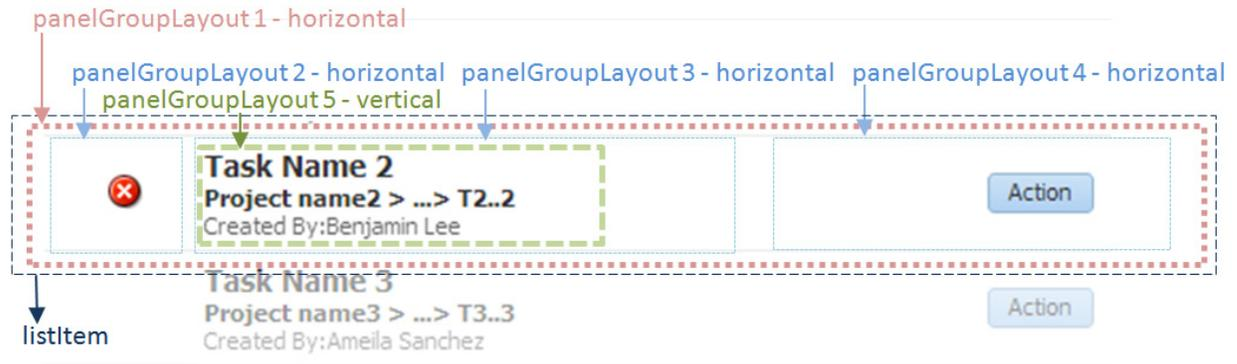 panelGroupLayout 1 - horizontal
panelGroupLayout 2 - horizontal panelGroupLayout 3 - horizontal panelGroupLayout 4 - horizontal
panelGroupLayout 5 - vertical
Task Name 2
Project name2 > ...> T2..2
Created By:Benjamin Lee
Action
Task Name 3
Project name3 > ...> T3..3
Created By:Ameila Sanchez
Action
listItem